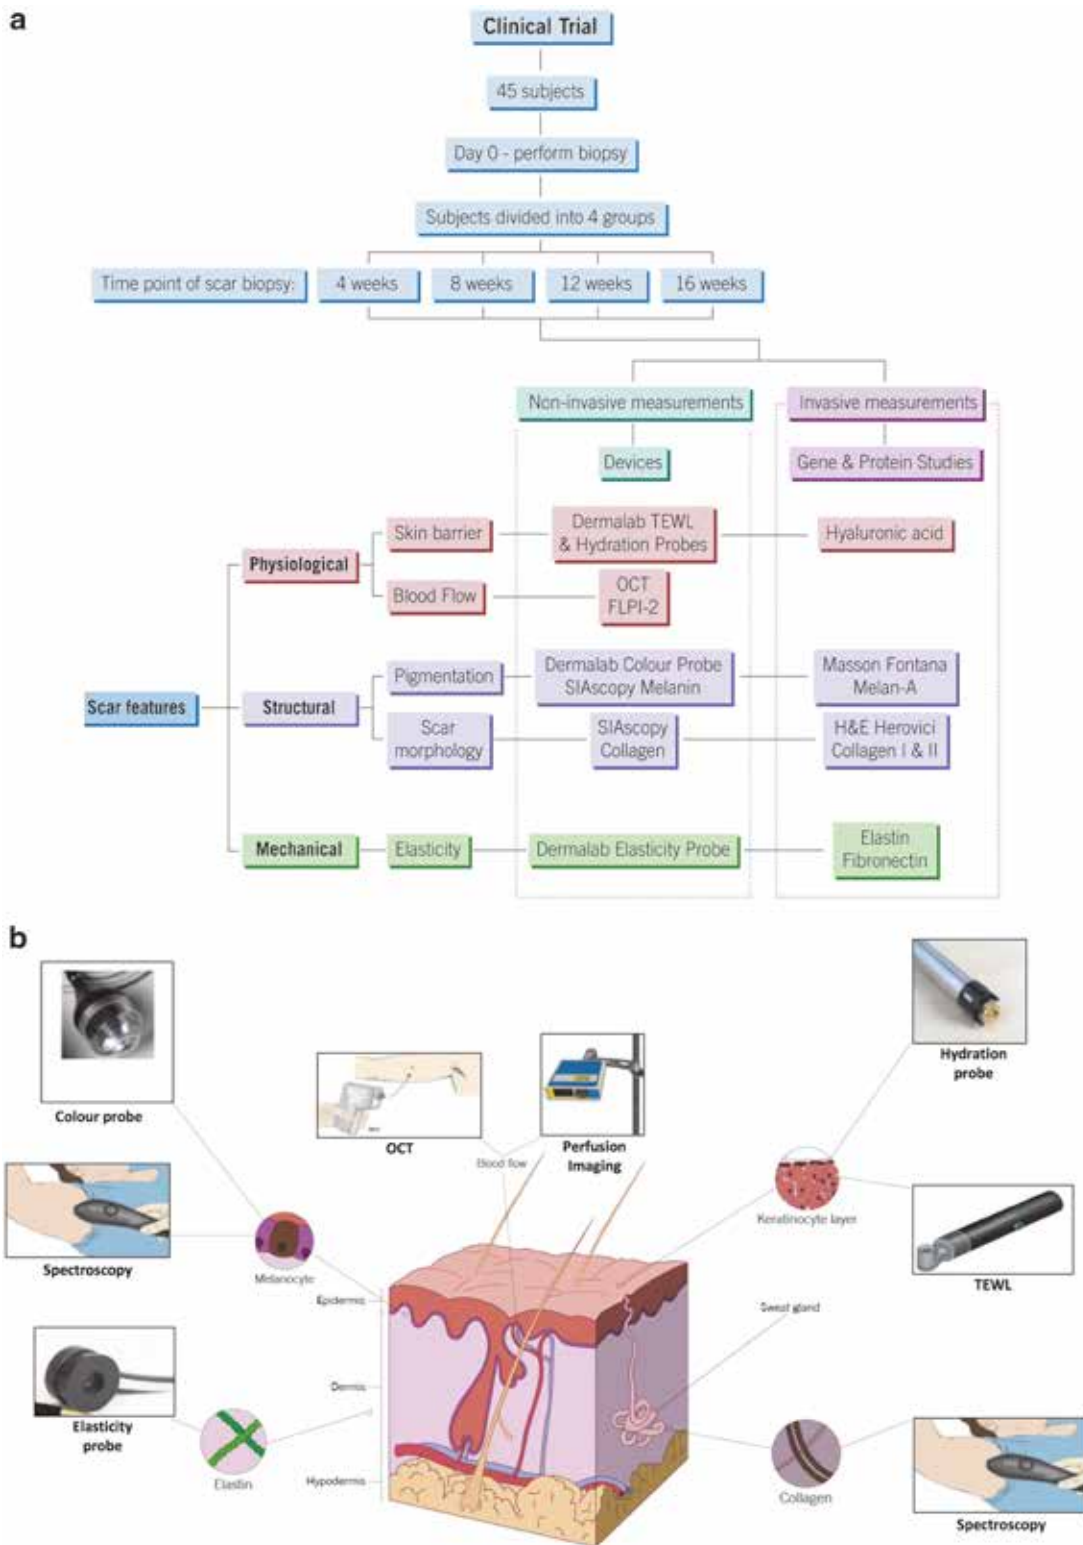 a
Clinical Trial
45 subjects
Day 0 - perform biopsy
Subjects divided into 4 groups
Time point of scar biopsy: 4 weeks 8 weeks 12 weeks 16 weeks
Non-invasive measurements Invasive measurements
Devices Gene & Protein Studies
Skin barrier
Dermalab TEWL
& Hydration Probes
Hyaluronic acid
Physiological
Blood Flow
OCT
FLPI-2
Pigmentation
Dermalab Colour Probe
SIAscopy Melanin
Masson Fontana
Melan-A
Scar features Structural
Scar
morphology
SIAscopy
Collagen
H&E Herovici
Collagen I & II
Mechanical Elasticity Dermalab Elasticity Probe
Elastin
Fibronectin
b
Colour probe
OCT
Blood flow
Perfusion
Imaging
Hydration
probe
Spectroscopy
Melanocyte
Keratinocyte layer
TEWL
Epidermis
Sweat gland
Dermis
Elasticity
probe
Elastin
Hypodermis
Collagen
Spectroscopy